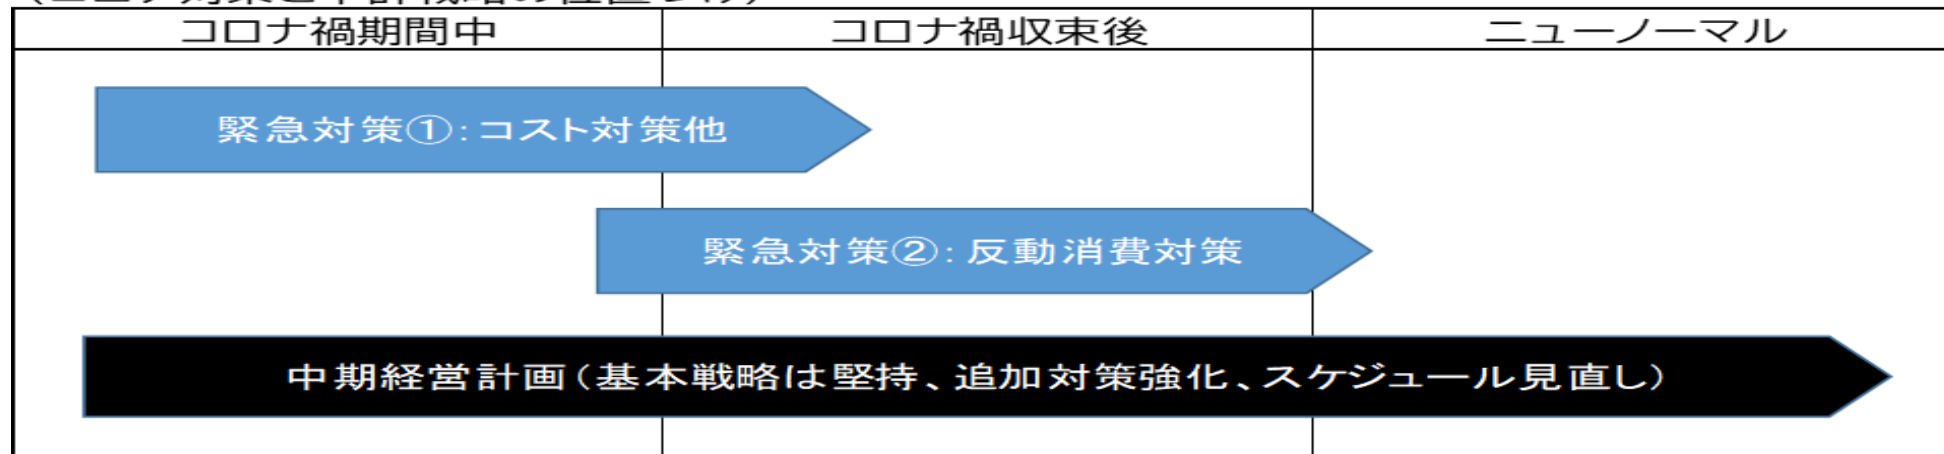 コロナ禍期間中
コロナ禍収束後
ニューノーマル
緊急対策①:コスト対策他
緊急対策②:反動消費対策
中期経営計画(基本戦略は堅持、追加対策強化、スケジュール見直し)